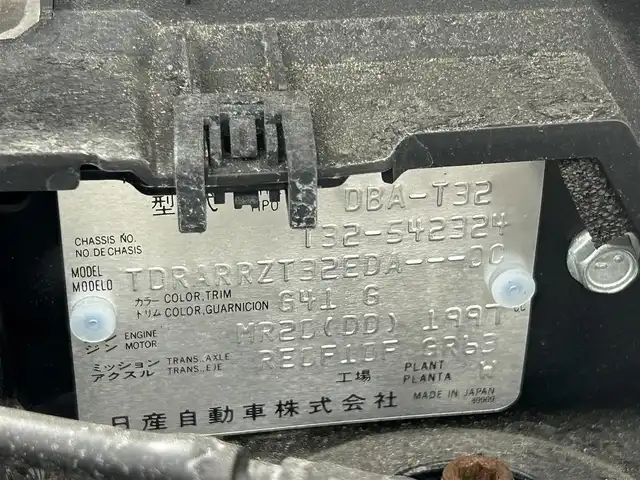 型式 TYPE DBA-T32
CHASSIS NO. T32-542324
NO.DE CHASIS
MODEL TDRARRZT32EDA---00
MODELO
カラー COLOR,TRIM G41 G
トリム COLOR,GUARNICION
ENGINE MR20(DD) 1997 CC
ジン MOTOR
ミッション TRANS.,AXLE RE0F10F GR63
アクスル TRANS.,EJE
工場 PLANT W
PLANTA
日産自動車株式会社 MADE IN JAPAN